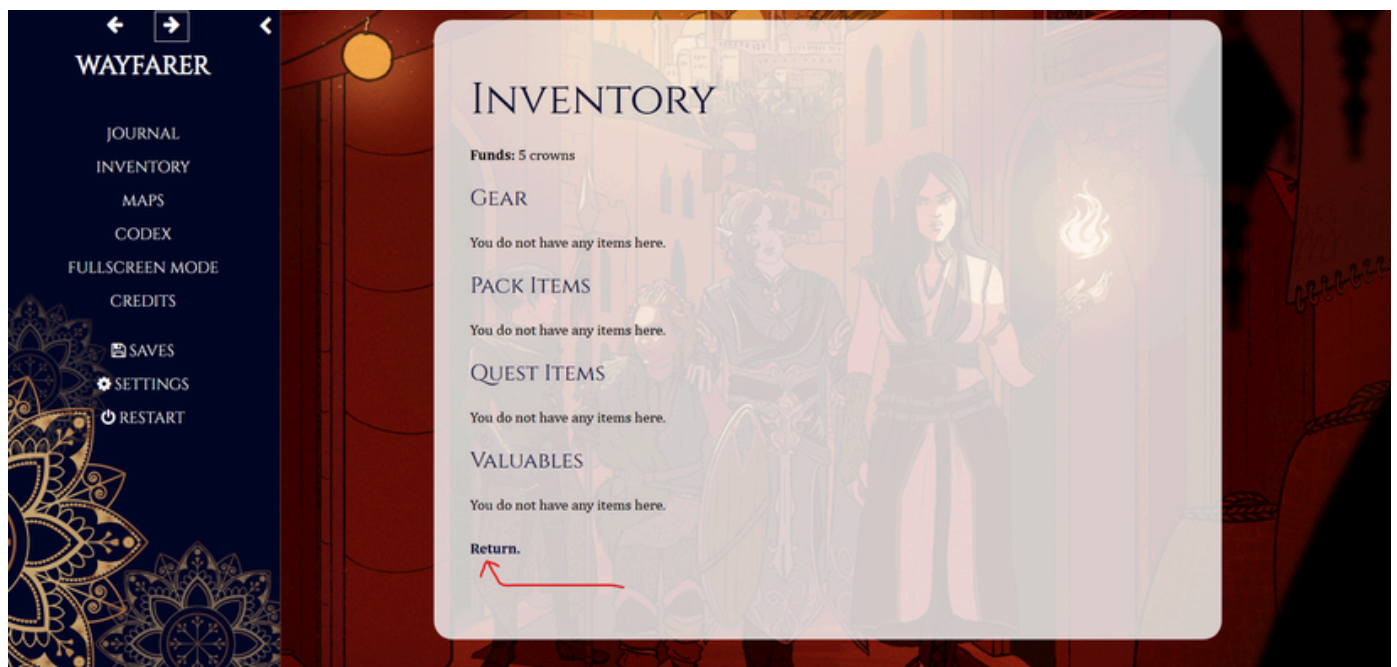 WAYFARER
JOURNAL
INVENTORY
MAPS
CODEX
FULLSCREEN MODE
CREDITS
SAVES
SETTINGS
RESTART
INVENTORY
Funds: 5 crowns
GEAR
You do not have any items here.
PACK ITEMS
You do not have any items here.
QUEST ITEMS
You do not have any items here.
VALUABLES
You do not have any items here.
Return.